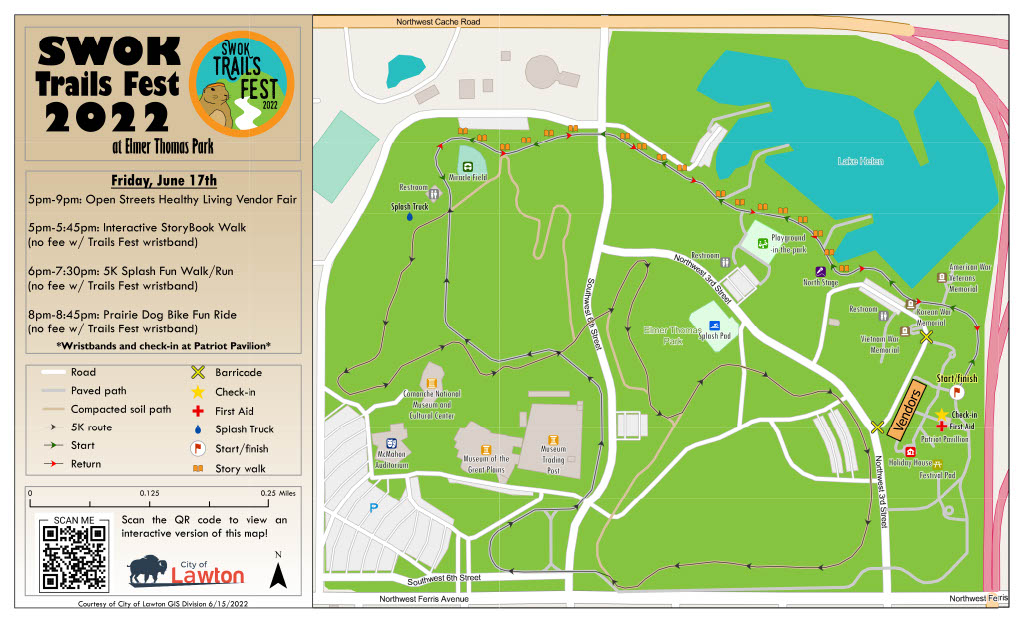 SWOK
Trails Fest
2022
at Elmer Thomas Park
SWOK
TRAILS
FEST
2022
Friday, June 17th
5pm-9pm: Open Streets Healthy Living Vendor Fair
5pm-5:45pm: Interactive StoryBook Walk
(no fee w/ Trails Fest wristband)
6pm-7:30pm: 5K Splash Fun Walk/Run
(no fee w/ Trails Fest wristband)
8pm-8:45pm: Prairie Dog Bike Fun Ride
(no fee w/ Trails Fest wristband)
*Wristbands and check-in at Patriot Pavilion*
Road
Paved path
Compacted soil path
5K route
Start
Return
Barricade
Check-in
First Aid
Splash Truck
Start/finish
Story walk
0 0.125 0.25 Miles
SCAN ME
Scan the QR code to view an
interactive version of this map!
City of
Lawton
N
Courtesy of City of Lawton GIS Division 6/15/2022
Northwest Cache Road
Lake Helen
Miracle Field
Restroom
Splash Truck
Playground
-in-the-park
Restroom
Northwest 3rd Street
North Stage
American War
Veterans
Memorial
Restroom
Korean War
Memorial
Vietnam War
Memorial
Southwest 6th Street
Elmer Thomas
Park
Splash Pad
Start/finish
Vendors
Check-in
First Aid
Patriot Pavillion
Holiday House
Festival Pad
Comanche National
Museum and
Cultural Center
McMahon
Auditorium
Museum of the
Great Plains
Museum
Trading
Post
P
Northwest 3rd Street
Southwest 6th Street
Northwest Ferris Avenue
Northwest Ferris